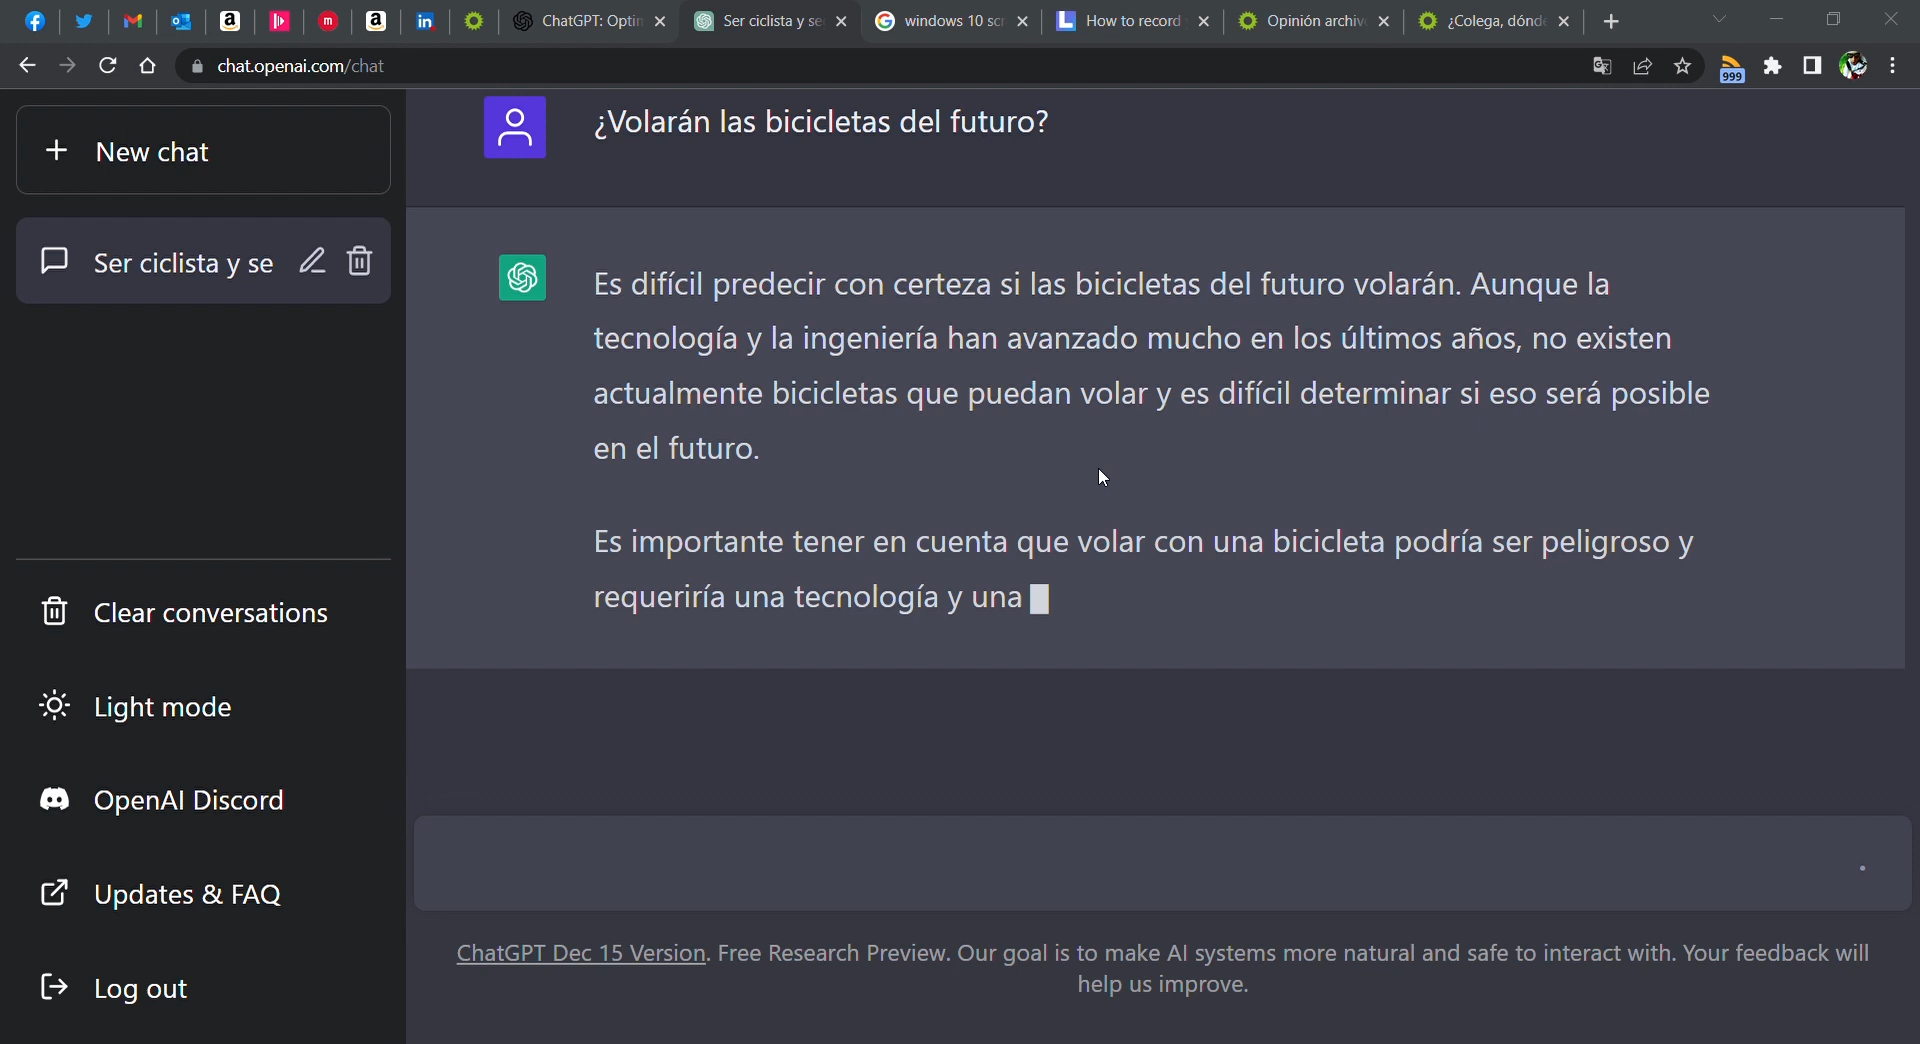 ChatGPT: Optin
Ser ciclista y se
windows 10 scr
How to record
Opinión archiv
¿Colega, dónde
chat.openai.com/chat
999
New chat
Ser ciclista y se
Clear conversations
Light mode
OpenAI Discord
Updates & FAQ
Log out
¿Volarán las bicicletas del futuro?
Es difícil predecir con certeza si las bicicletas del futuro volarán. Aunque la
tecnología y la ingeniería han avanzado mucho en los últimos años, no existen
actualmente bicicletas que puedan volar y es difícil determinar si eso será posible
en el futuro.
Es importante tener en cuenta que volar con una bicicleta podría ser peligroso y
requeriría una tecnología y una
ChatGPT Dec 15 Version. Free Research Preview. Our goal is to make AI systems more natural and safe to interact with. Your feedback will
help us improve.